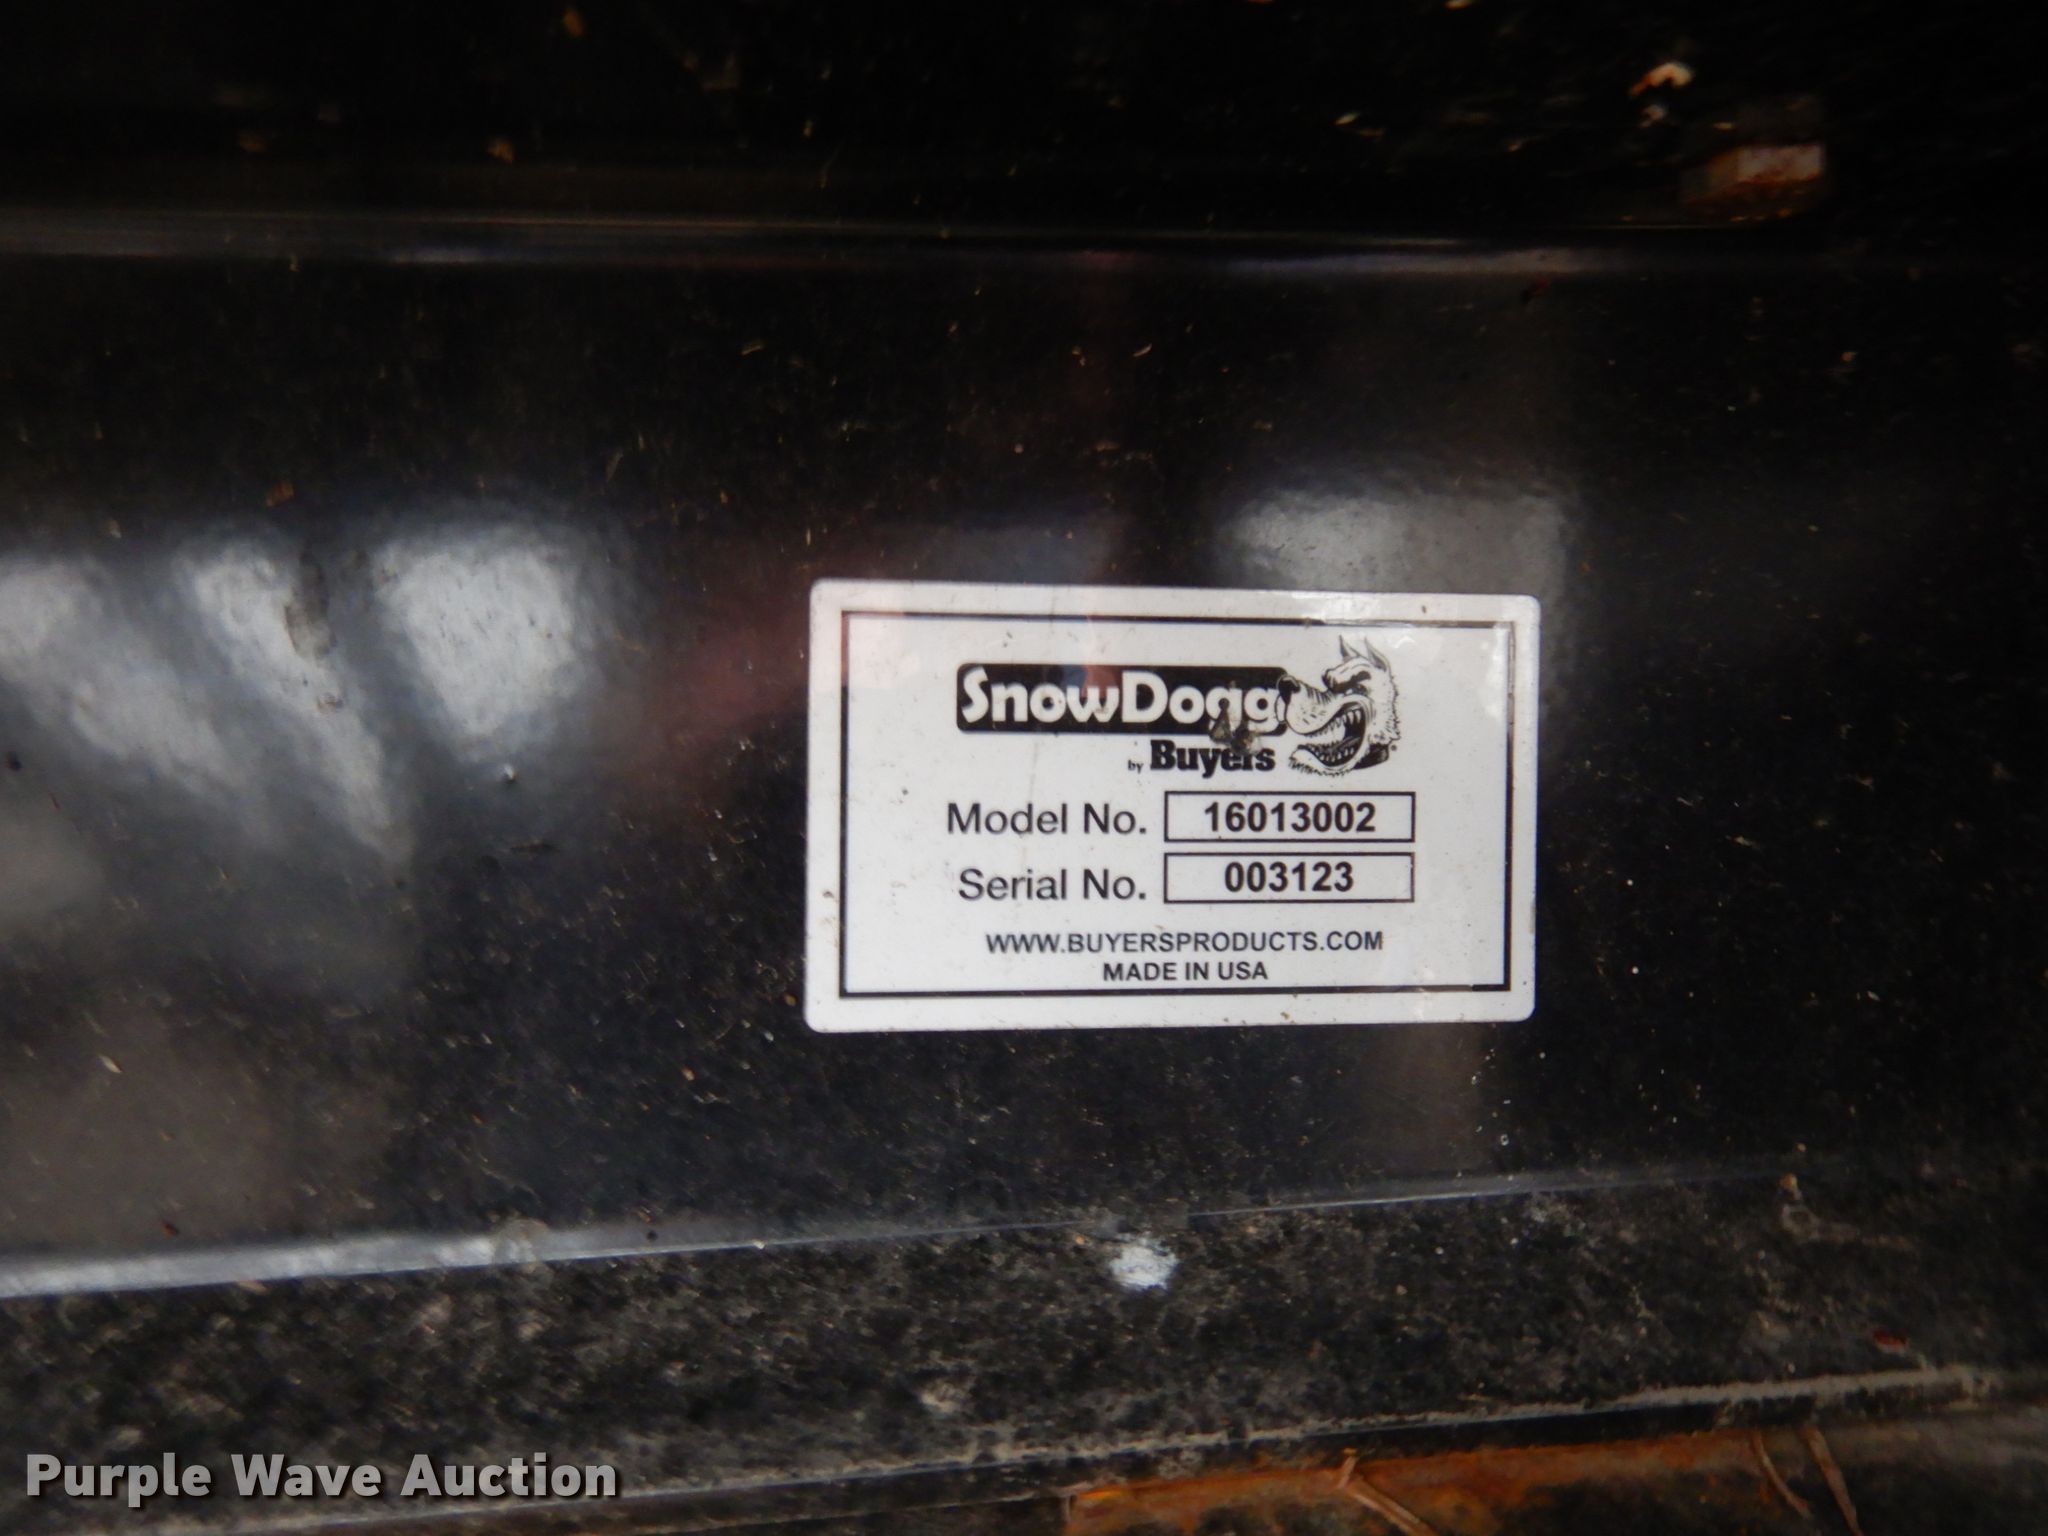 SnowDogg
by Buyers
Model No. 16013002
Serial No. 003123
WWW.BUYERSPRODUCTS.COM
MADE IN USA
Purple Wave Auction